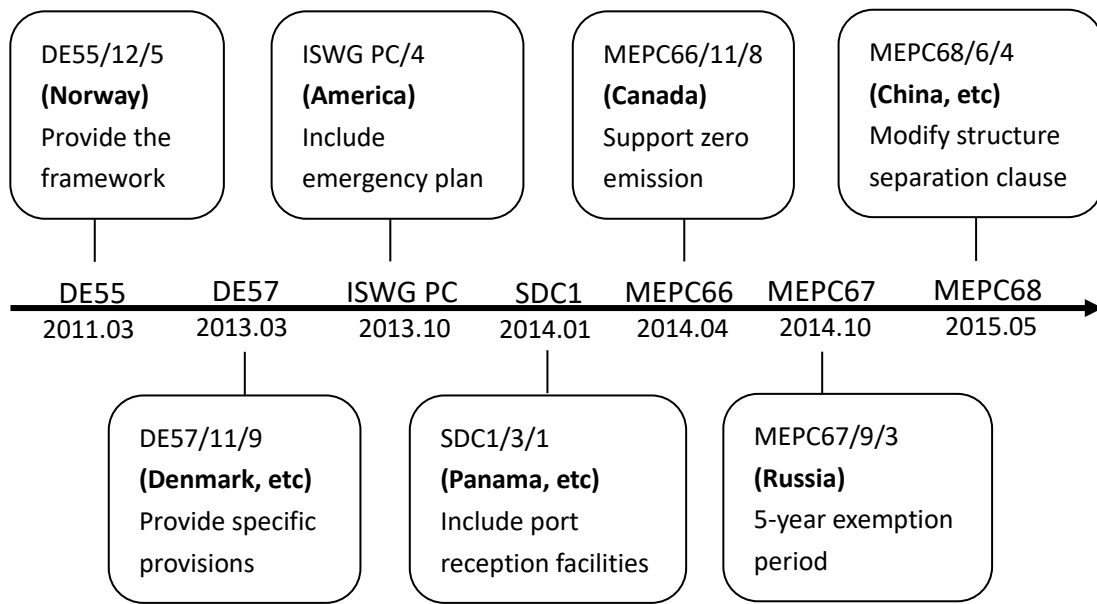 DE55/12/5
(Norway)
Provide the
framework
ISWG PC/4
(America)
Include
emergency plan
MEPC66/11/8
(Canada)
Support zero
emission
MEPC68/6/4
(China, etc)
Modify structure
separation clause
DE55
DE57
ISWG PC
SDC1
MEPC66
MEPC67
MEPC68
2011.03
2013.03
2013.10
2014.01
2014.04
2014.10
2015.05
DE57/11/9
(Denmark, etc)
Provide specific
provisions
SDC1/3/1
(Panama, etc)
Include port
reception facilities
MEPC67/9/3
(Russia)
5-year exemption
period